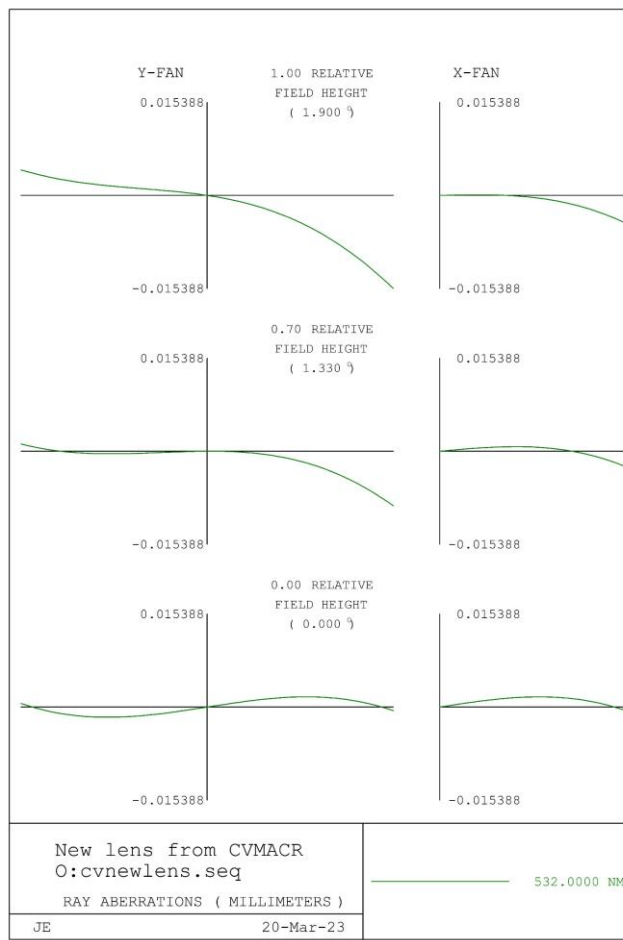 Y-FAN
1.00 RELATIVE
FIELD HEIGHT
( 1.900 °)
X-FAN
0.015388
0.015388
-0.015388
-0.015388
0.70 RELATIVE
FIELD HEIGHT
( 1.330 °)
0.015388
0.015388
-0.015388
-0.015388
0.00 RELATIVE
FIELD HEIGHT
( 0.000 °)
0.015388
0.015388
-0.015388
-0.015388
New lens from CVMACR
O:cvnewlens.seq
RAY ABERRATIONS ( MILLIMETERS )
JE 20-Mar-23
532.0000 NM